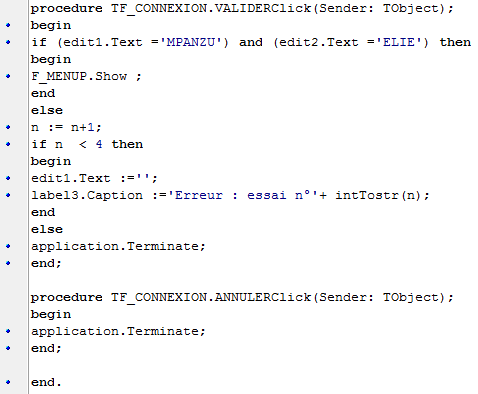 procedure TF_CONNEXION.VALIDERClick(Sender: TObject);
begin
if (edit1.Text ='MPANZU') and (edit2.Text ='ELIE') then
begin
F_MENUP.Show ;
end
else
n := n+1;
if n  < 4 then
begin
edit1.Text :='';
label3.Caption :='Erreur : essai n°'+ intTostr(n);
end
else
application.Terminate;
end;
procedure TF_CONNEXION.ANNULERClick(Sender: TObject);
begin
application.Terminate;
end;
end.